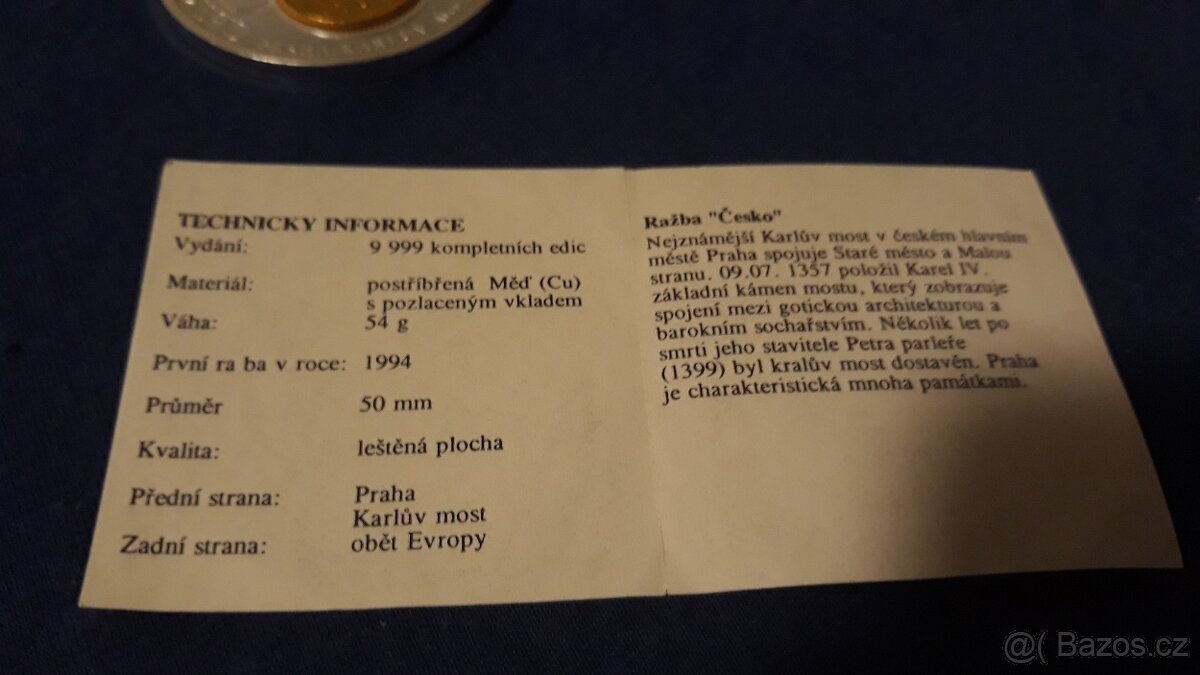 TECHNICKY INFORMACE
Vydání: 9 999 kompletních edic
Materiál: postříbřená Měď (Cu)
s pozlaceným vkladem
Váha: 54 g
První ra ba v roce: 1994
Průměr 50 mm
Kvalita: leštěná plocha
Přední strana: Praha
Karlův most
Zadní strana: obět Evropy
Ražba "Česko"
Nejznámější Karlův most v českém hlavním
městě Praha spojuje Staré město a Malou
stranu. 09.07. 1357 položil Karel IV.
základní kámen mostu, který zobrazuje
spojení mezi gotickou architekturou a
barokním sochařstvím. Několik let po
smrti jeho stavitele Petra parleře
(1399) byl kralův most dostavén. Praha
je charakteristická mnoha památkami.
@( Bazos.cz